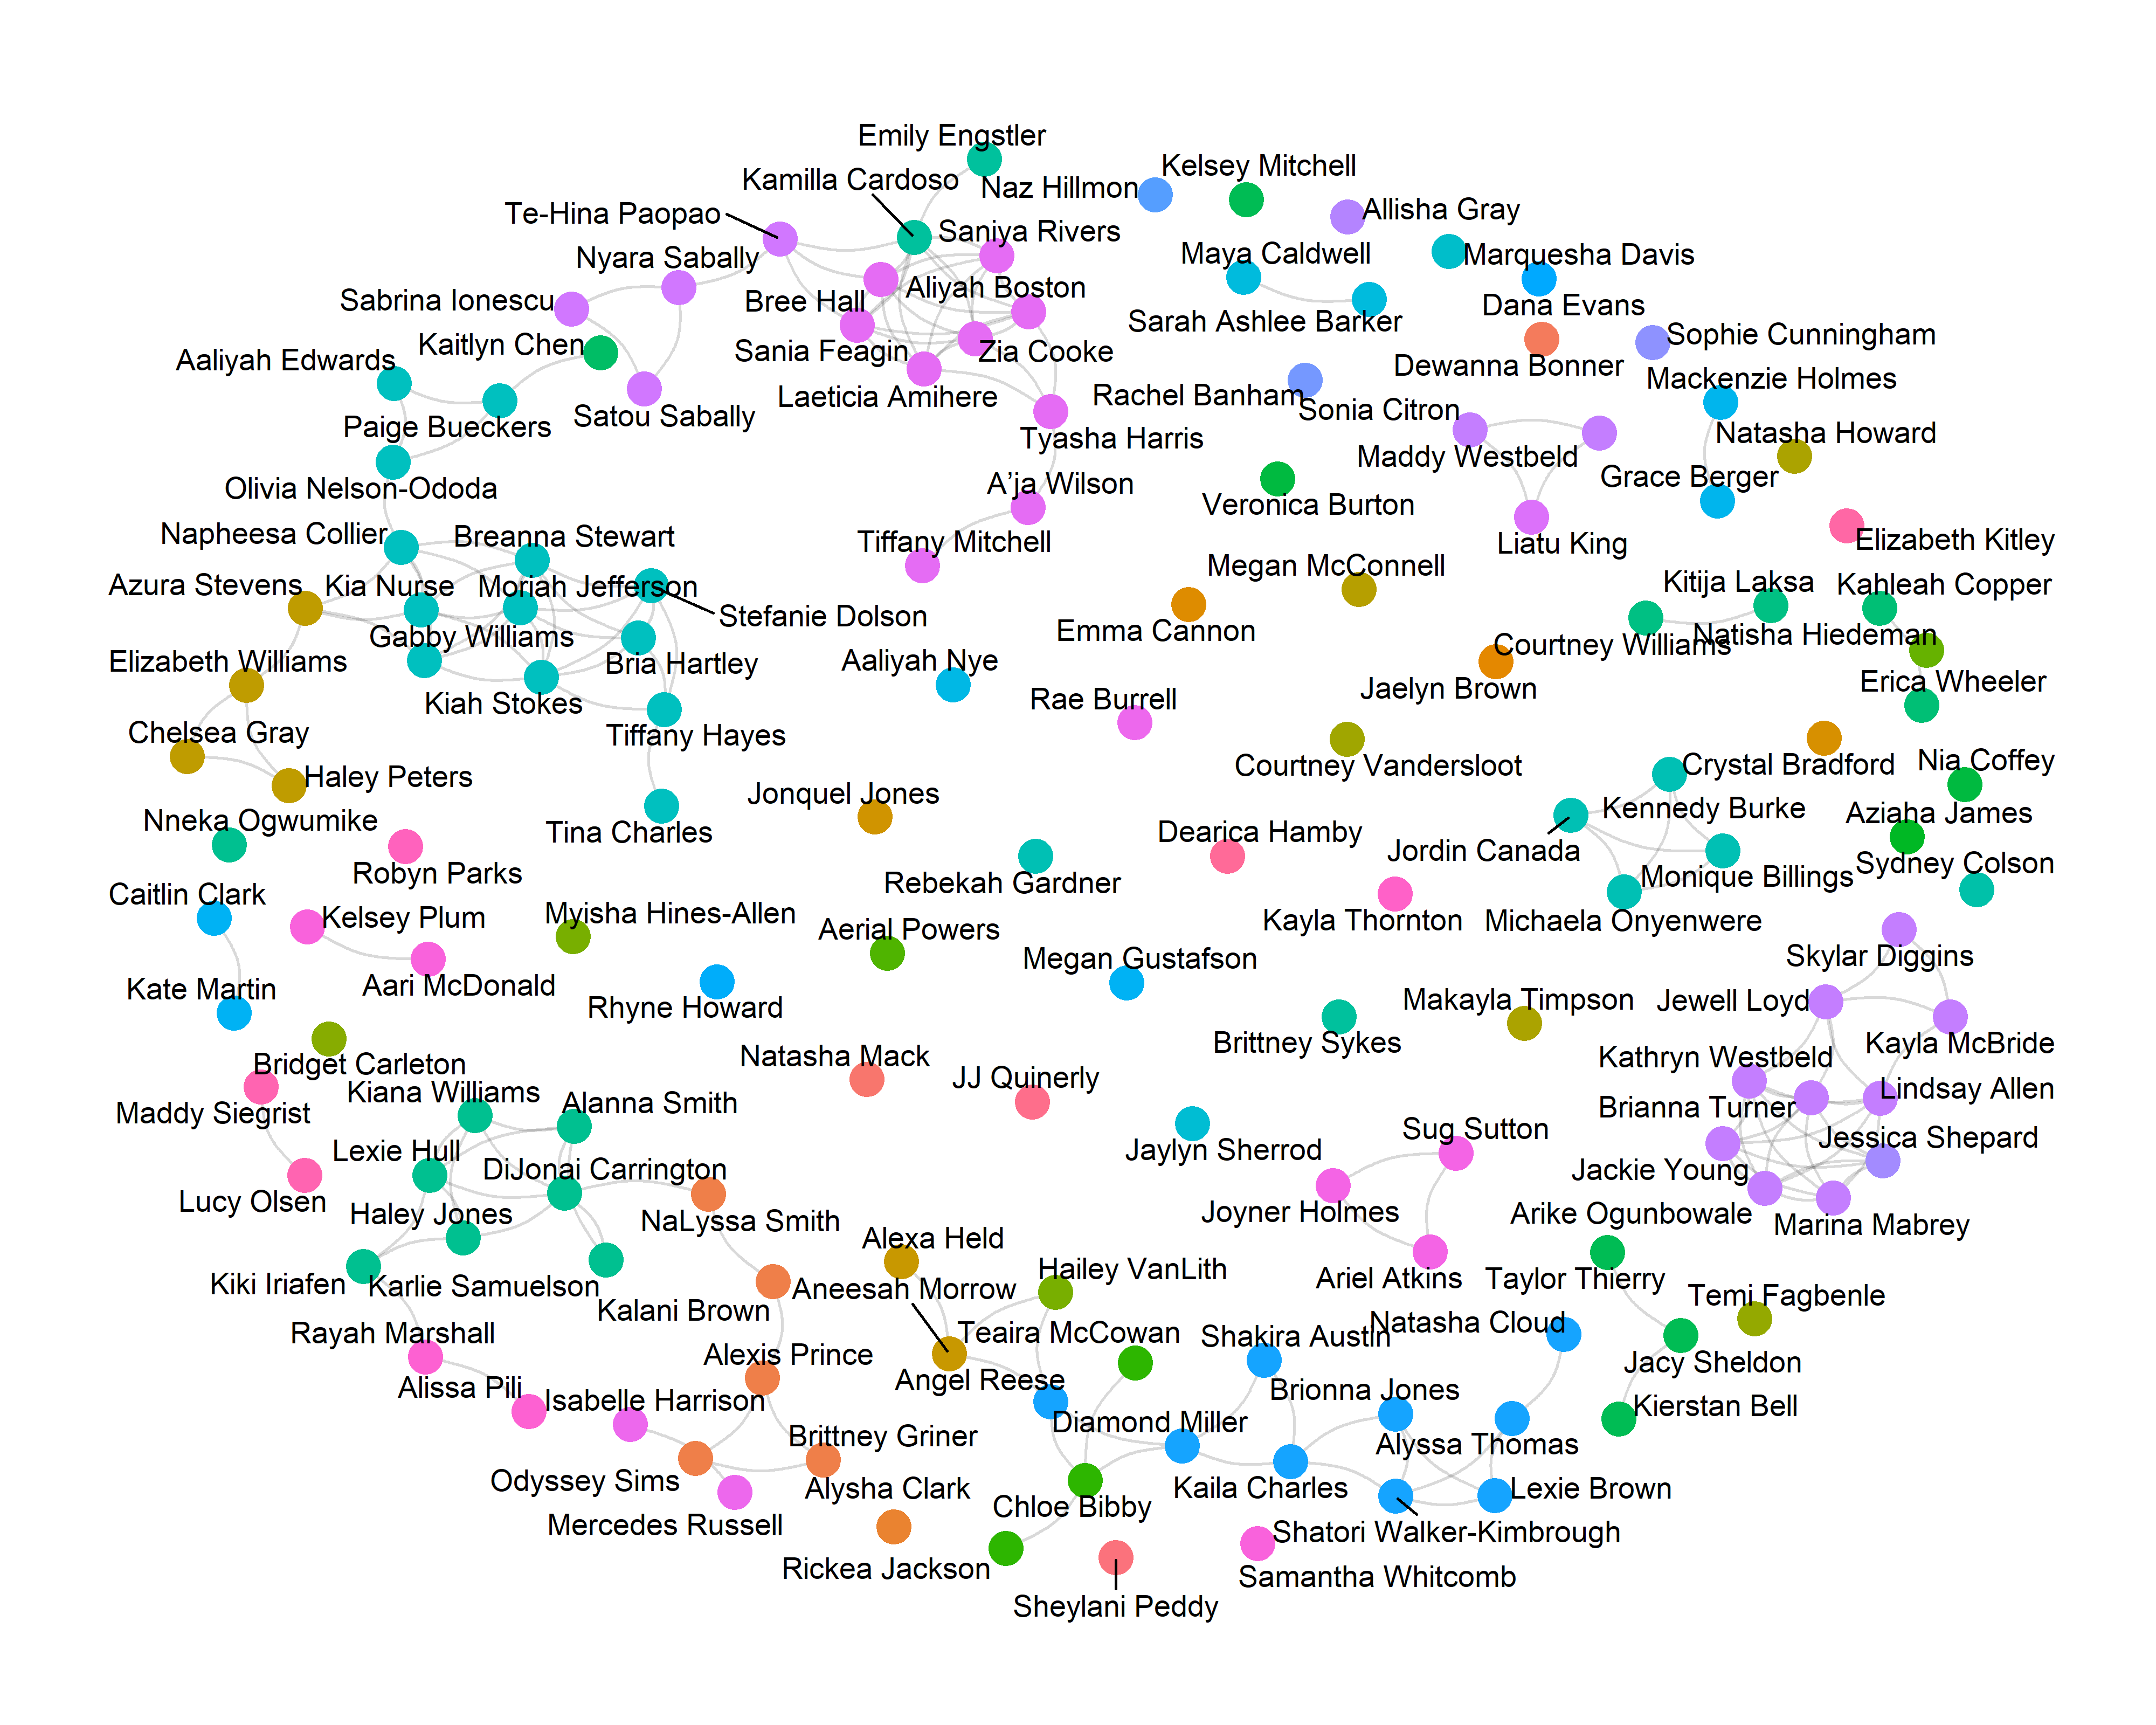 Emily Engstler
Kelsey Mitchell
Kamilla Cardoso
Naz Hillmon
Te-Hina Paopao
Allisha Gray
Saniya Rivers
Nyara Sabally
Maya Caldwell
Marquesha Davis
Aliyah Boston
Sabrina Ionescu
Bree Hall
Dana Evans
Sarah Ashlee Barker
Sophie Cunningham
Kaitlyn Chen
Sania Feagin
Zia Cooke
Aaliyah Edwards
Dewanna Bonner
Mackenzie Holmes
Rachel Banham
Laeticia Amihere
Sonia Citron
Satou Sabally
Paige Bueckers
Natasha Howard
Tyasha Harris
Maddy Westbeld
Grace Berger
A’ja Wilson
Olivia Nelson-Ododa
Veronica Burton
Napheesa Collier
Breanna Stewart
Tiffany Mitchell
Liatu King
Elizabeth Kitley
Megan McConnell
Kitija Laksa
Kahleah Copper
Azura Stevens
Kia Nurse
Moriah Jefferson
Stefanie Dolson
Emma Cannon
Gabby Williams
Courtney Williams
Natisha Hiedeman
Elizabeth Williams
Bria Hartley
Aaliyah Nye
Jaelyn Brown
Erica Wheeler
Rae Burrell
Kiah Stokes
Chelsea Gray
Tiffany Hayes
Courtney Vandersloot
Crystal Bradford
Nia Coffey
Haley Peters
Jonquel Jones
Kennedy Burke
Aziaha James
Nneka Ogwumike
Tina Charles
Dearica Hamby
Jordin Canada
Sydney Colson
Robyn Parks
Rebekah Gardner
Monique Billings
Caitlin Clark
Kelsey Plum
Myisha Hines-Allen
Kayla Thornton
Michaela Onyenwere
Aerial Powers
Skylar Diggins
Megan Gustafson
Kate Martin
Aari McDonald
Rhyne Howard
Makayla Timpson
Jewell Loyd
Brittney Sykes
Kayla McBride
Natasha Mack
Kathryn Westbeld
Bridget Carleton
JJ Quinerly
Kiana Williams
Lindsay Allen
Alanna Smith
Brianna Turner
Maddy Siegrist
Sug Sutton
Jessica Shepard
Lexie Hull
Jaylyn Sherrod
DiJonai Carrington
Jackie Young
Lucy Olsen
Haley Jones
NaLyssa Smith
Joyner Holmes
Arike Ogunbowale
Marina Mabrey
Alexa Held
Hailey VanLith
Kiki Iriafen
Karlie Samuelson
Aneesah Morrow
Ariel Atkins
Taylor Thierry
Temi Fagbenle
Kalani Brown
Rayah Marshall
Teaira McCowan
Shakira Austin
Natasha Cloud
Alexis Prince
Jacy Sheldon
Angel Reese
Alissa Pili
Isabelle Harrison
Brionna Jones
Kierstan Bell
Diamond Miller
Brittney Griner
Alyssa Thomas
Odyssey Sims
Alysha Clark
Kaila Charles
Lexie Brown
Chloe Bibby
Mercedes Russell
Shatori Walker-Kimbrough
Rickea Jackson
Samantha Whitcomb
Sheylani Peddy